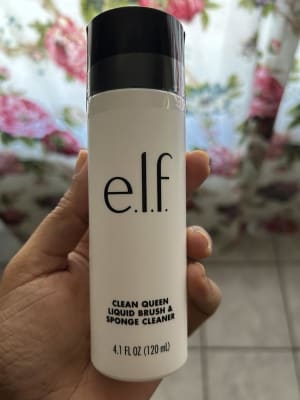 e.l.f.
CLEAN QUEEN
LIQUID BRUSH &
SPONGE CLEANER
4.1 FL OZ (120 mL)